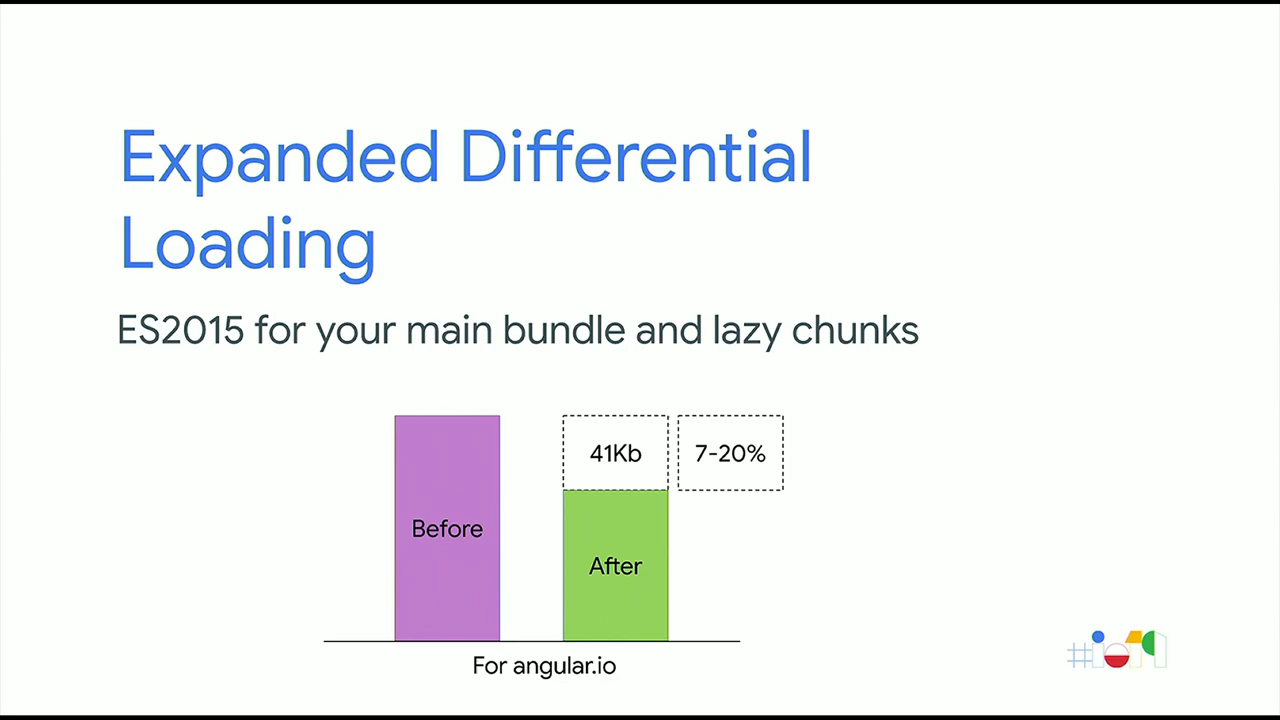 Expanded Differential
Loading
ES2015 for your main bundle and lazy chunks
41Kb
7-20%
Before
After
For angular.io
#io19